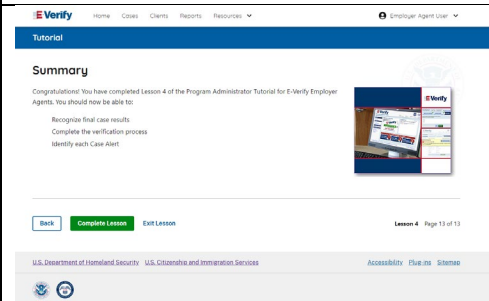 E-Verify Home Cases Clients Reports Resources Employer Agent User
Tutorial
Summary
Congratulations! You have completed Lesson 4 of the Program Administrator Tutorial for E-Verify Employer
Agents. You should now be able to:
Recognize final case results
Complete the verification process
Identify each Case Alert
E-Verify
Back Complete Lesson Exit Lesson Lesson 4 Page 13 of 13
U.S. Department of Homeland Security U.S. Citizenship and Immigration Services Accessibility Plug-ins Sitemap